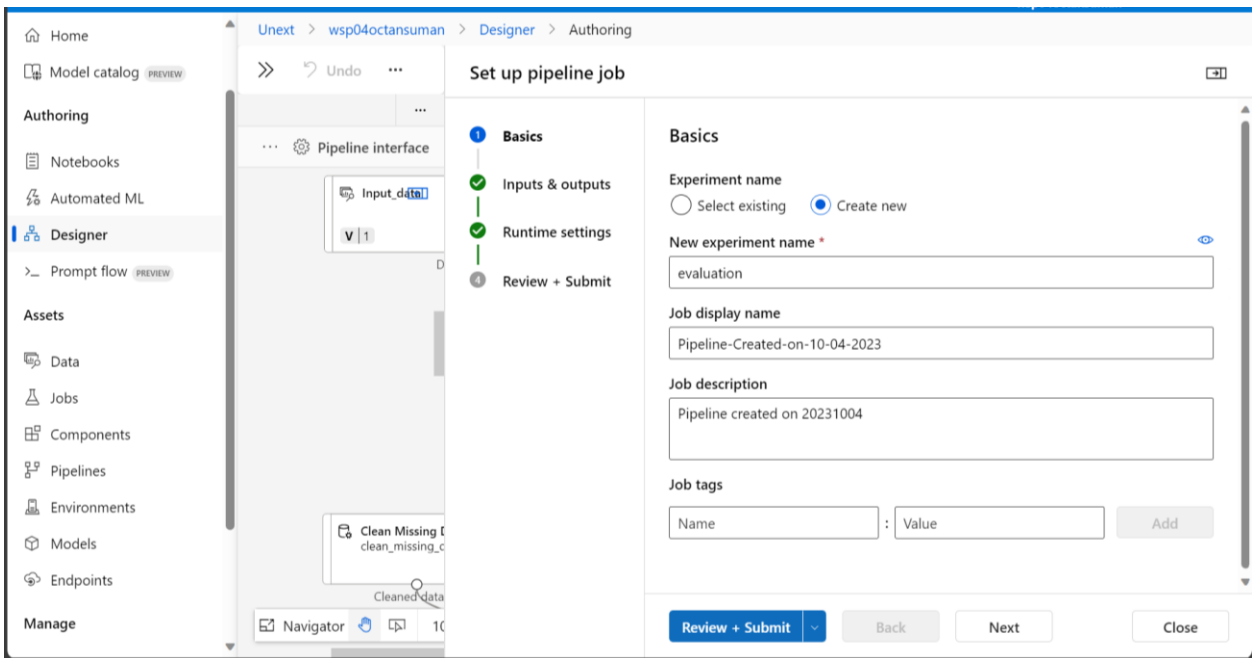 Home
Model catalog PREVIEW
Authoring
Notebooks
Automated ML
Designer
Prompt flow PREVIEW
Assets
Data
Jobs
Components
Pipelines
Environments
Models
Endpoints
Manage
Unext > wsp04octansuman > Designer > Authoring
Undo ...
...
... Pipeline interface
Input_data
V | 1
D
Clean Missing D
clean_missing_d
Cleaned data
Navigator 10
Set up pipeline job
1 Basics
Inputs & outputs
Runtime settings
4 Review + Submit
Basics
Experiment name
Select existing Create new
New experiment name *
evaluation
Job display name
Pipeline-Created-on-10-04-2023
Job description
Pipeline created on 20231004
Job tags
Name : Value Add
Review + Submit Back Next Close